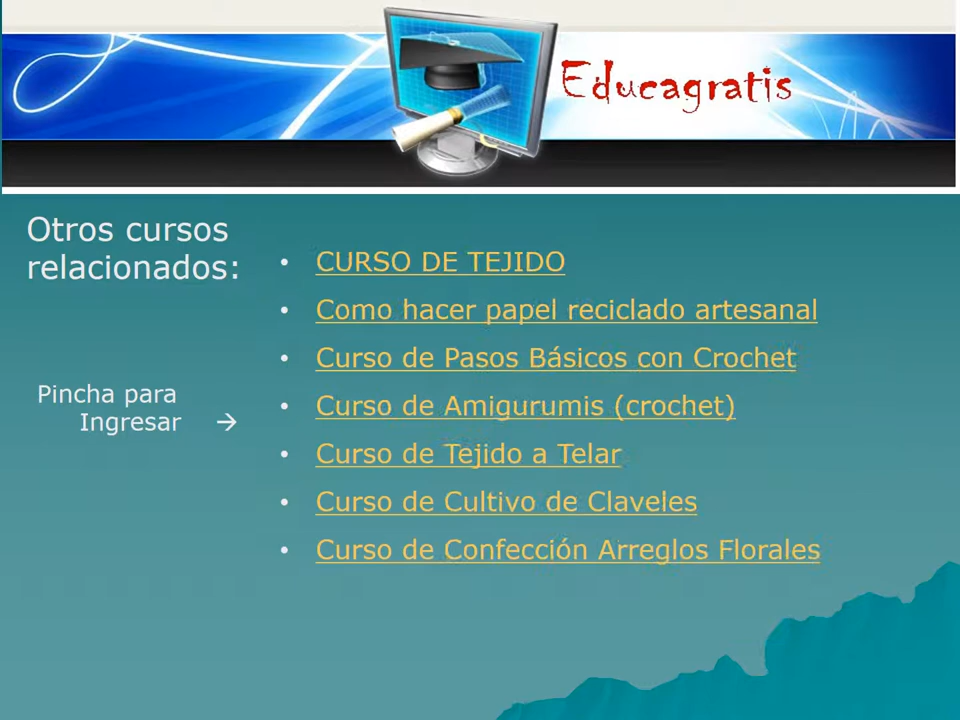 Educagratis
Otros cursos
relacionados:
Pincha para
Ingresar →
• CURSO DE TEJIDO
• Como hacer papel reciclado artesanal
• Curso de Pasos Básicos con Crochet
• Curso de Amigurumis (crochet)
• Curso de Tejido a Telar
• Curso de Cultivo de Claveles
• Curso de Confección Arreglos Florales